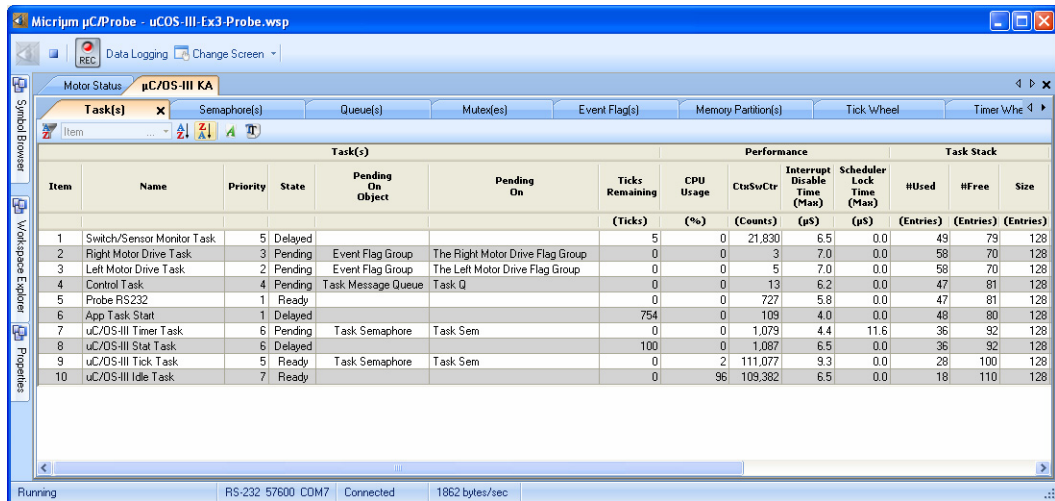 Micriµm µC/Probe - uCOS-III-Ex3-Probe.wsp
REC Data Logging Change Screen
Motor Status µC/OS-III KA
Task(s) Semaphore(s) Queue(s) Mutex(es) Event Flag(s) Memory Partition(s) Tick Wheel Timer Whe
Item ...
Symbol Browser
Workspace Explorer
Properties
Task(s) Performance Task Stack
Item Name Priority State Pending On Object Pending On Ticks Remaining CPU Usage CtxSwCtr Interrupt Disable Time (Max) Scheduler Lock Time (Max) #Used #Free Size
(Ticks) (%) (Counts) (µS) (µS) (Entries) (Entries) (Entries)
1 Switch/Sensor Monitor Task 5 Delayed 5 0 21,830 6.5 0.0 49 79 128
2 Right Motor Drive Task 3 Pending Event Flag Group The Right Motor Drive Flag Group 0 0 3 7.0 0.0 58 70 128
3 Left Motor Drive Task 2 Pending Event Flag Group The Left Motor Drive Flag Group 0 0 5 7.0 0.0 58 70 128
4 Control Task 4 Pending Task Message Queue Task Q 0 0 13 6.2 0.0 47 81 128
5 Probe RS232 1 Ready 0 0 727 5.8 0.0 47 81 128
6 App Task Start 1 Delayed 754 0 109 4.0 0.0 48 80 128
7 uC/OS-III Timer Task 6 Pending Task Semaphore Task Sem 0 0 1,079 4.4 11.6 36 92 128
8 uC/OS-III Stat Task 6 Delayed 100 0 1,087 6.5 0.0 36 92 128
9 uC/OS-III Tick Task 5 Ready Task Semaphore Task Sem 0 2 111,077 9.3 0.0 28 100 128
10 uC/OS-III Idle Task 7 Ready 0 96 109,382 6.5 0.0 18 110 128
Running RS-232 57600 COM7 Connected 1862 bytes/sec